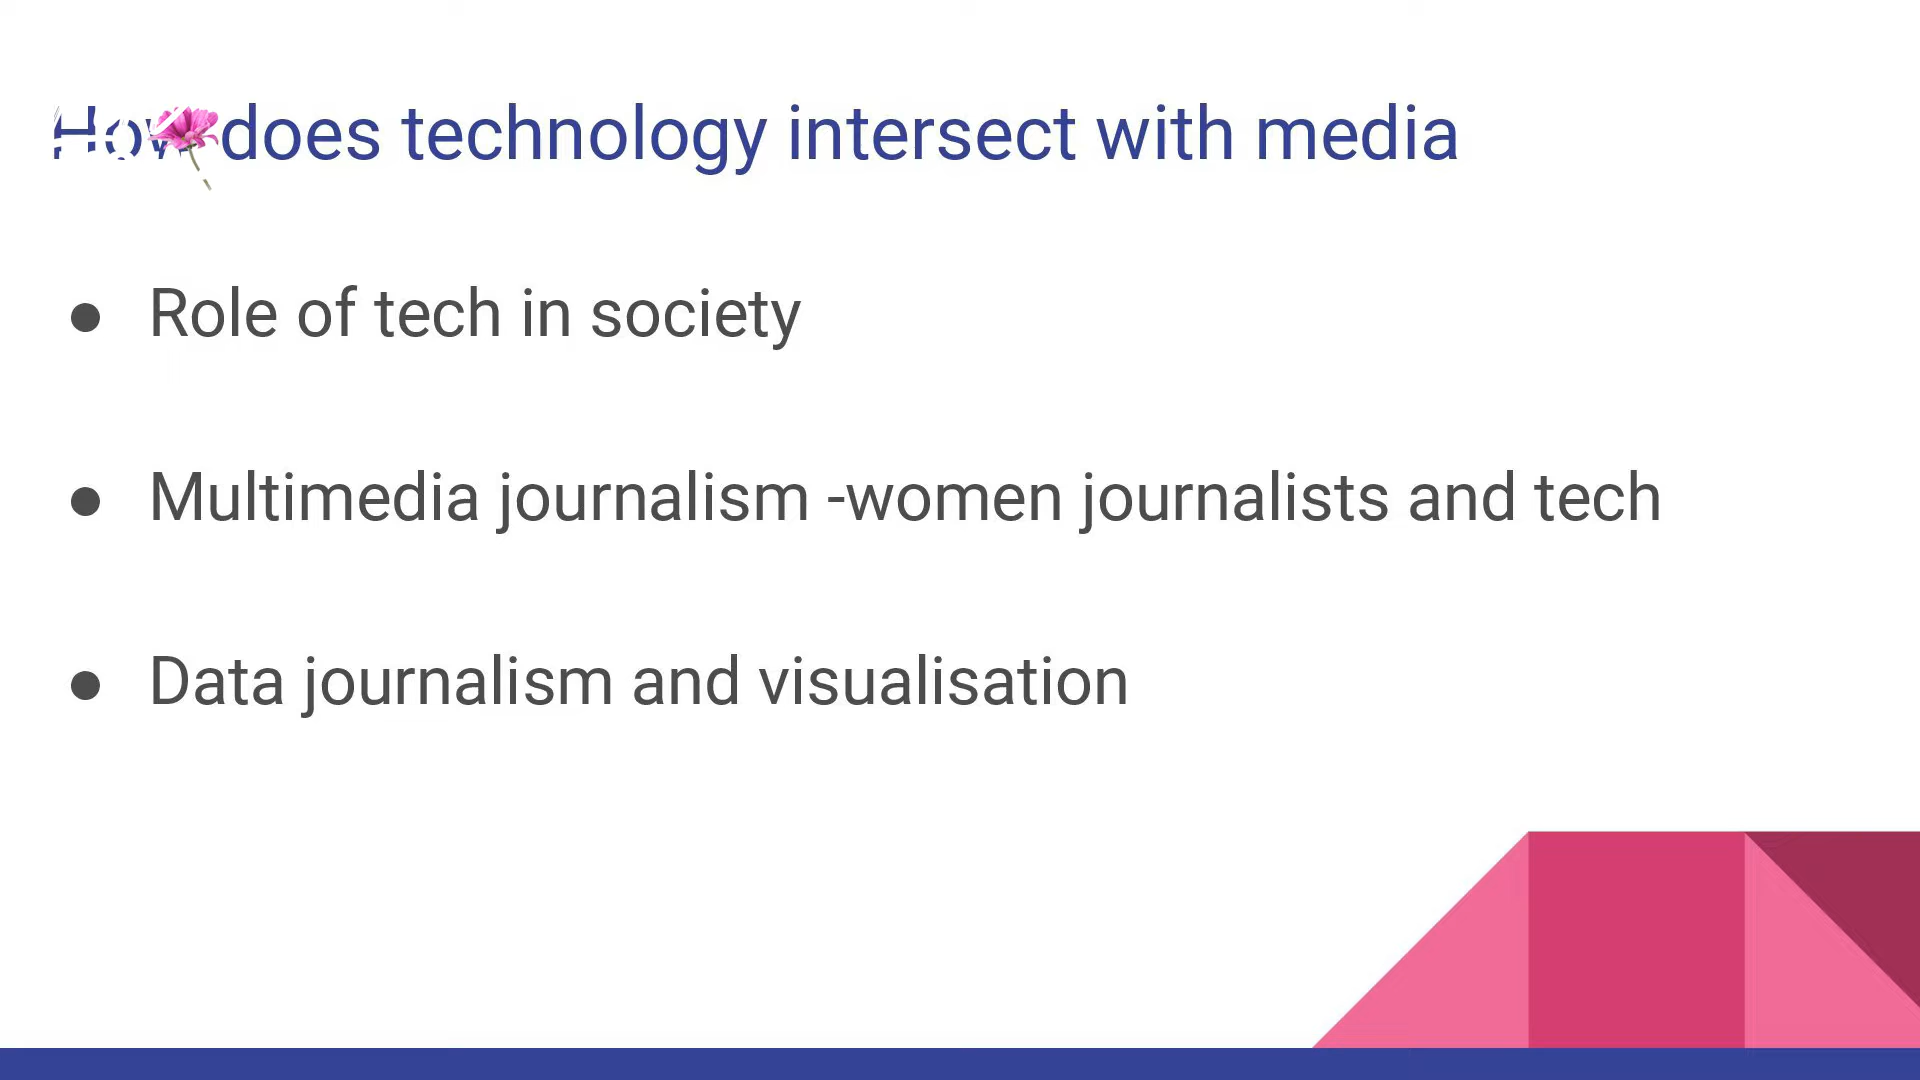 How does technology intersect with media
● Role of tech in society
● Multimedia journalism -women journalists and tech
● Data journalism and visualisation